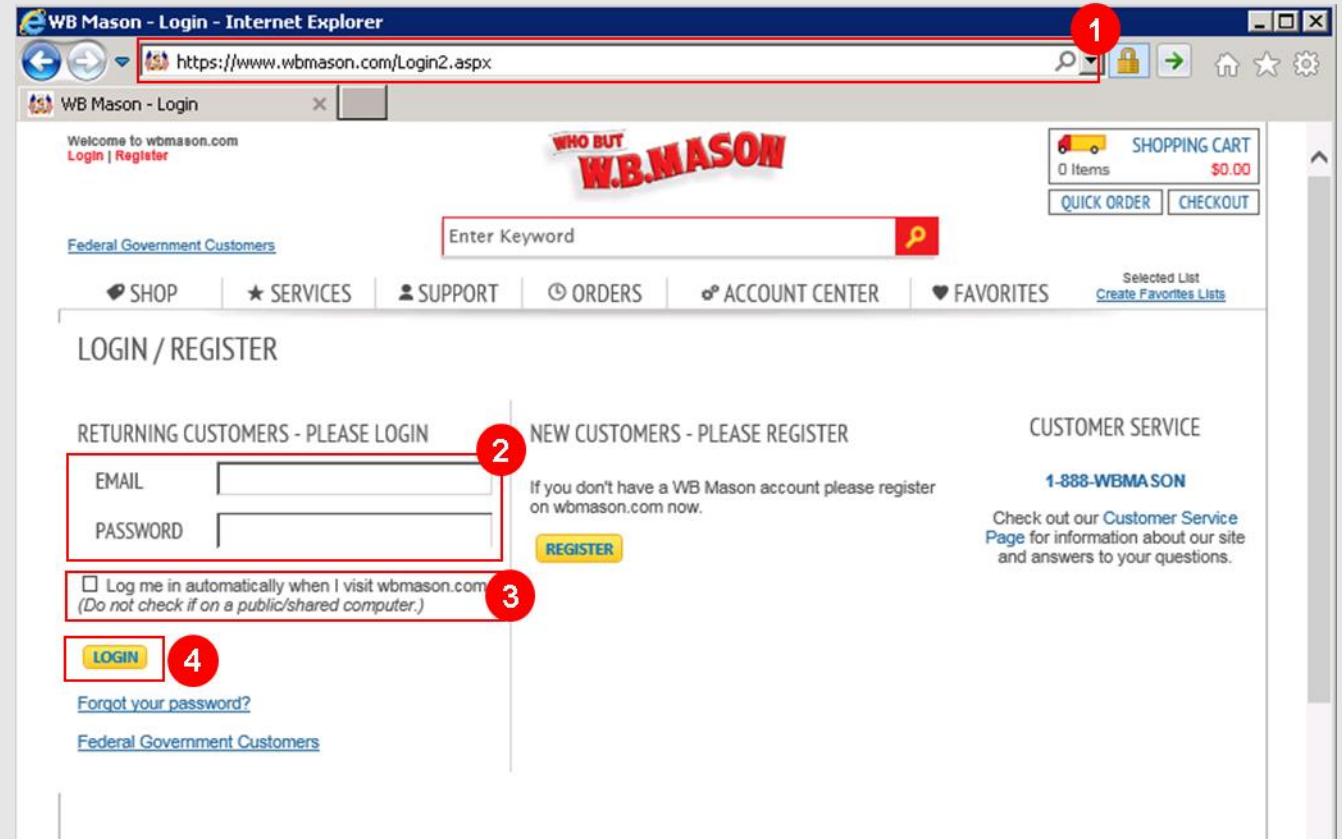 WB Mason - Login - Internet Explorer
1
https://www.wbmason.com/Login2.aspx
WB Mason - Login
Welcome to wbmason.com
Login | Register
WHO BUT
W.B.MASON
SHOPPING CART
0 Items $0.00
QUICK ORDER CHECKOUT
Federal Government Customers
Enter Keyword
SHOP SERVICES SUPPORT ORDERS ACCOUNT CENTER FAVORITES
Selected List
Create Favorites Lists
LOGIN / REGISTER
RETURNING CUSTOMERS - PLEASE LOGIN
2
EMAIL
PASSWORD
Log me in automatically when I visit wbmason.com
(Do not check if on a public/shared computer.)
3
LOGIN
4
Forgot your password?
Federal Government Customers
NEW CUSTOMERS - PLEASE REGISTER
If you don't have a WB Mason account please register
on wbmason.com now.
REGISTER
CUSTOMER SERVICE
1-888-WBMASON
Check out our Customer Service
Page for information about our site
and answers to your questions.